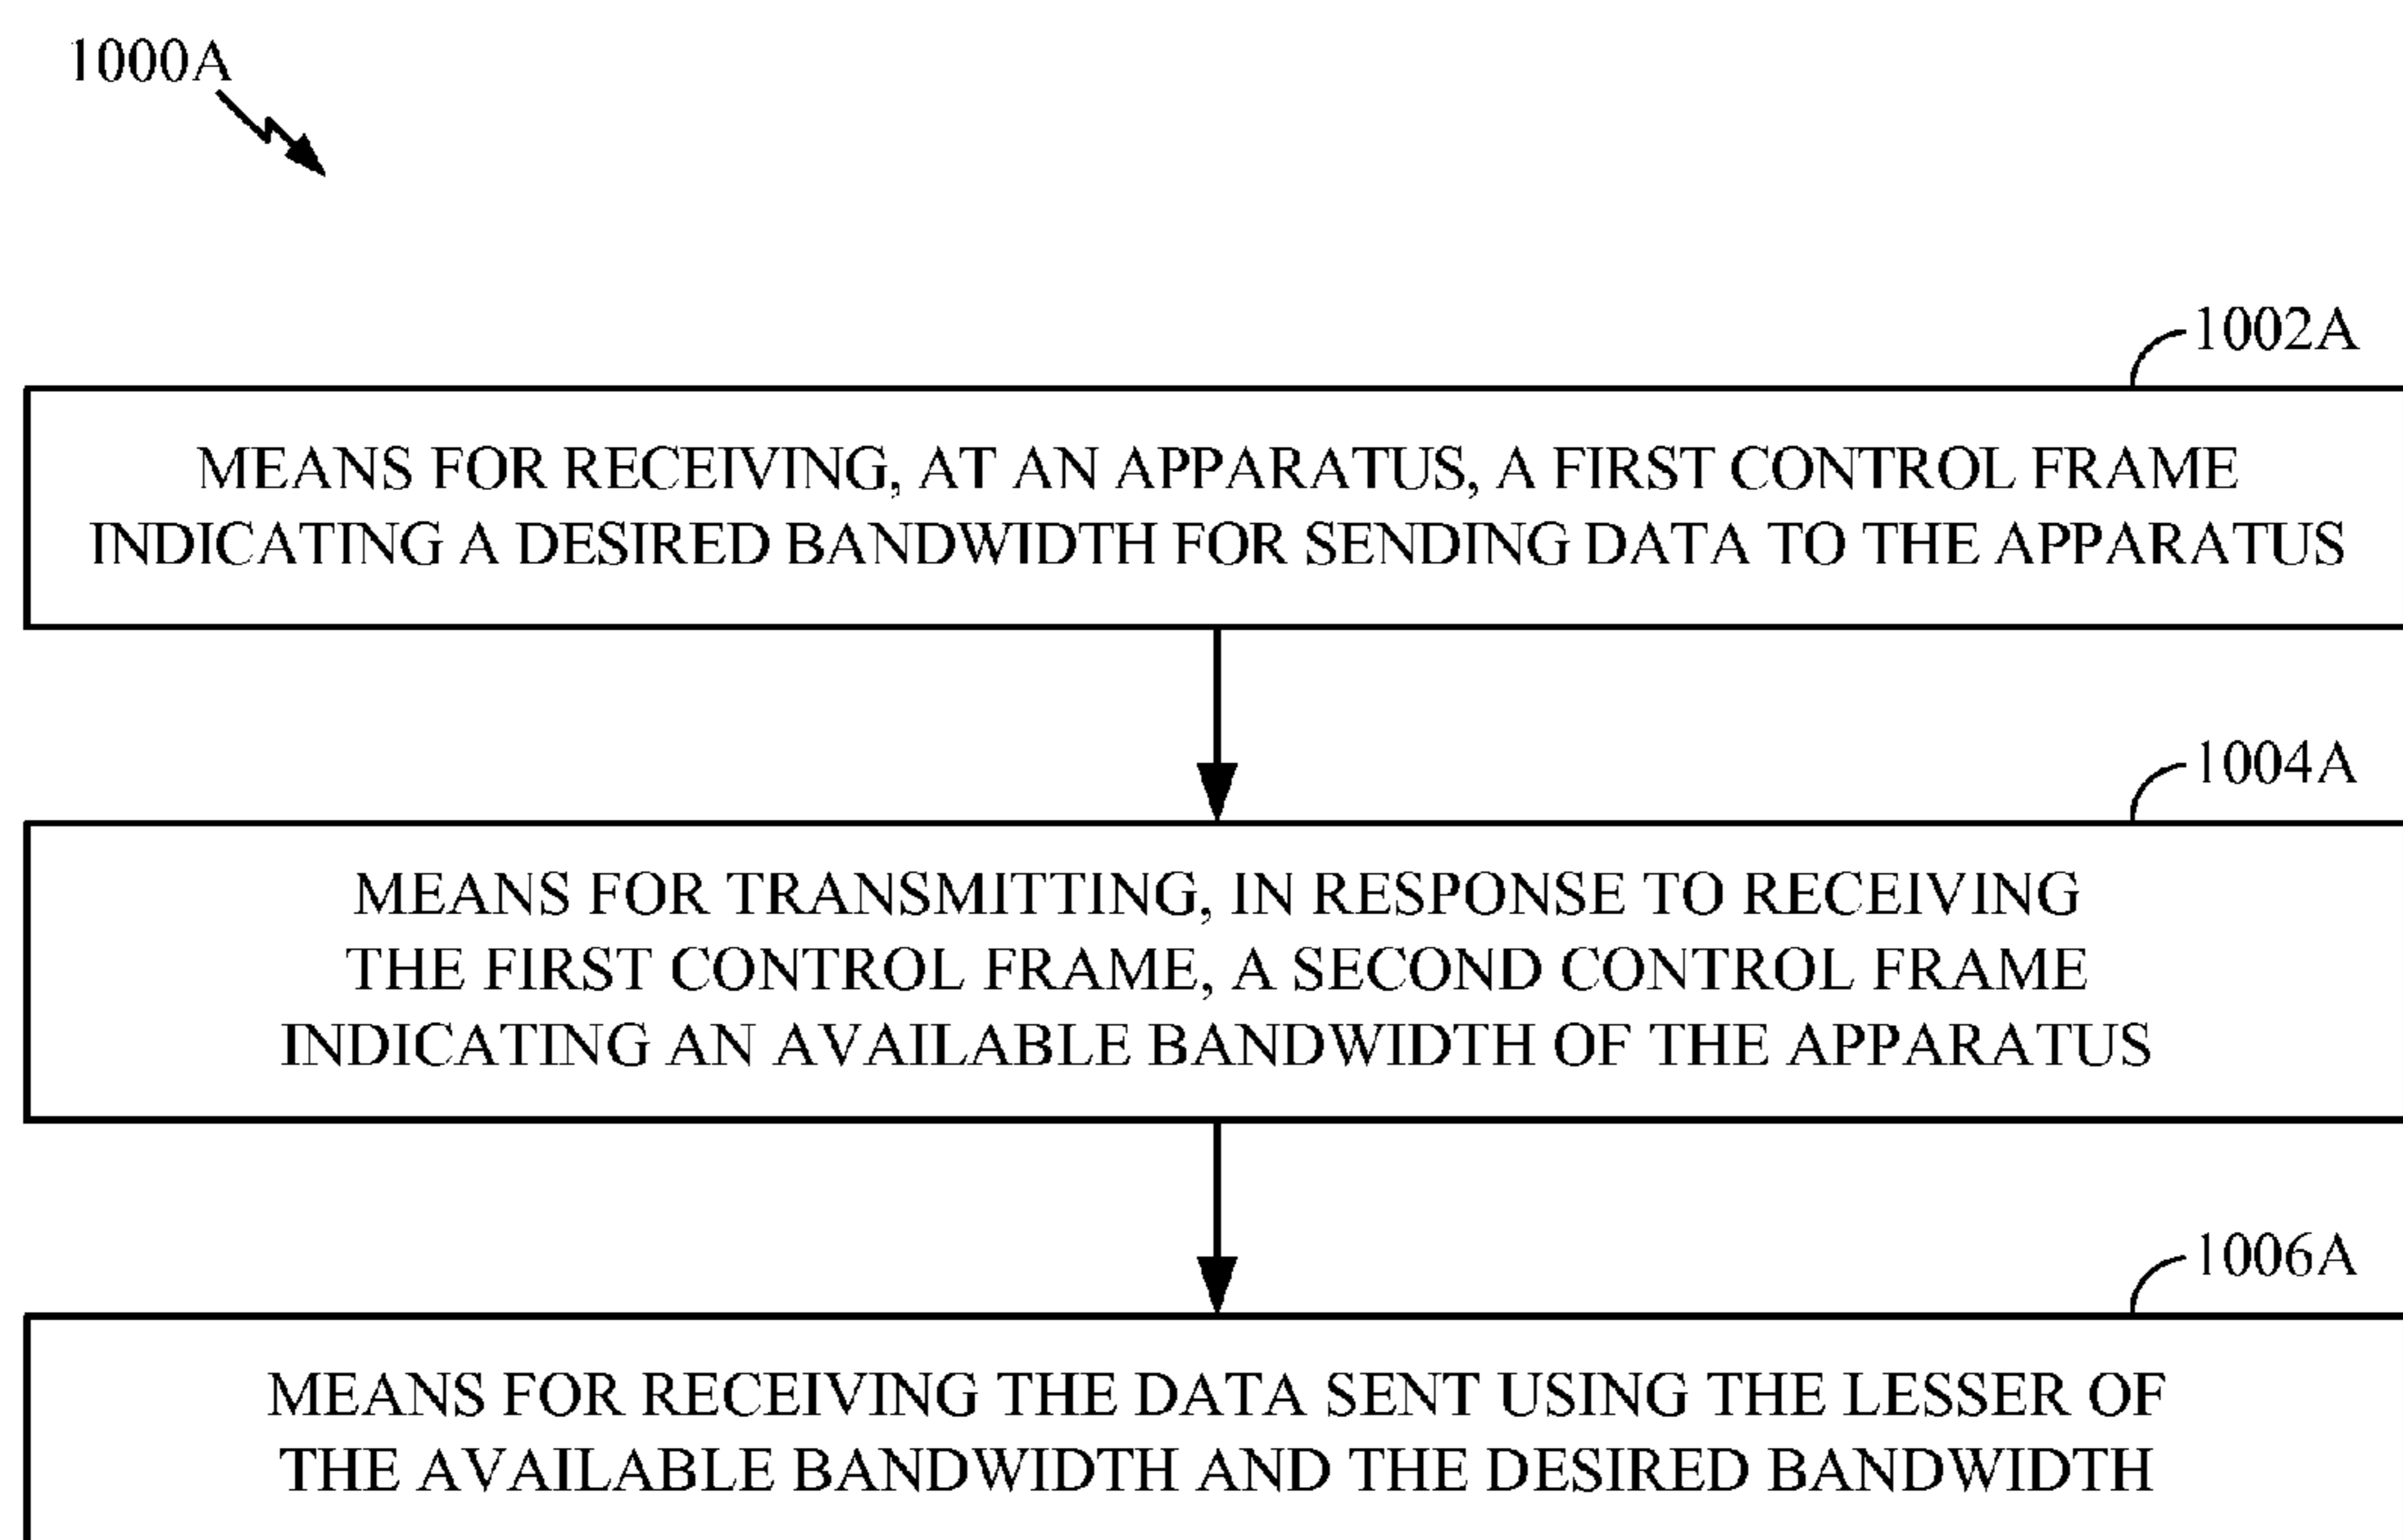 1000A
1002A
MEANS FOR RECEIVING, AT AN APPARATUS, A FIRST CONTROL FRAME
INDICATING A DESIRED BANDWIDTH FOR SENDING DATA TO THE APPARATUS
1004A
MEANS FOR TRANSMITTING, IN RESPONSE TO RECEIVING
THE FIRST CONTROL FRAME, A SECOND CONTROL FRAME
INDICATING AN AVAILABLE BANDWIDTH OF THE APPARATUS
1006A
MEANS FOR RECEIVING THE DATA SENT USING THE LESSER OF
THE AVAILABLE BANDWIDTH AND THE DESIRED BANDWIDTH